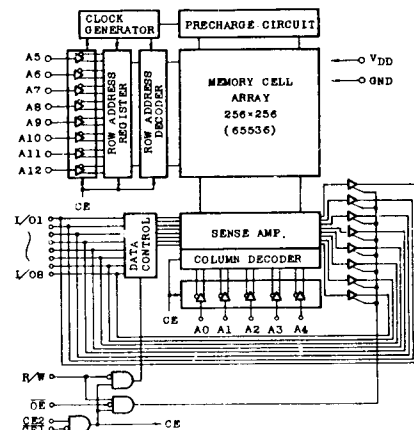 CLOCK GENERATOR
PRECHARGE CIRCUIT
A5
A6
A7
A8
A9
A10
A11
A12
ROW ADDRESS REGISTER
ROW ADDRESS DECODER
MEMORY CELL
ARRAY
256×256
(65536)
VDD
GND
CE
I/O1
I/O8
DATA CONTROL
SENSE AMP.
COLUMN DECODER
CE
A0 A1 A2 A3 A4
R/W
OE
CE2
CE1
CE